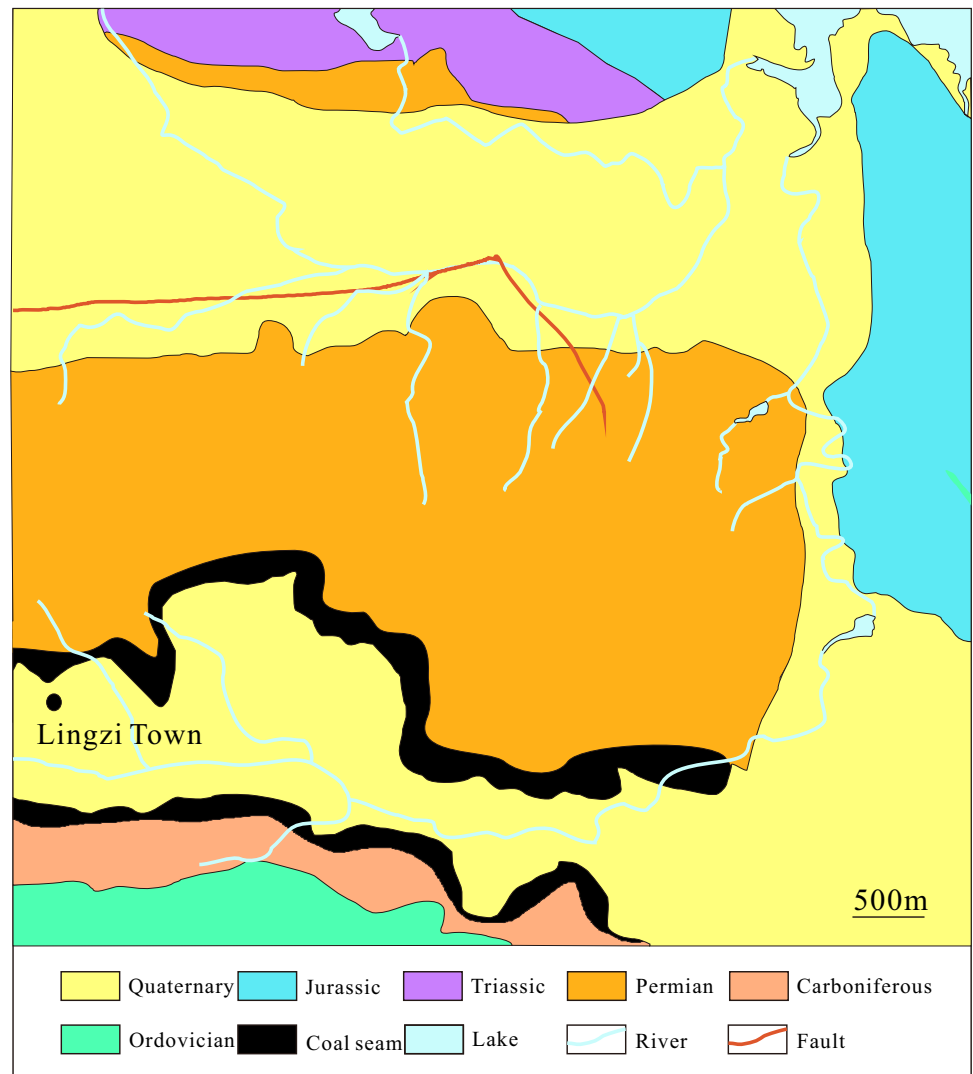 Lingzi Town
500m
Quaternary Jurassic Triassic Permian Carboniferous
Ordovician Coal seam Lake River Fault